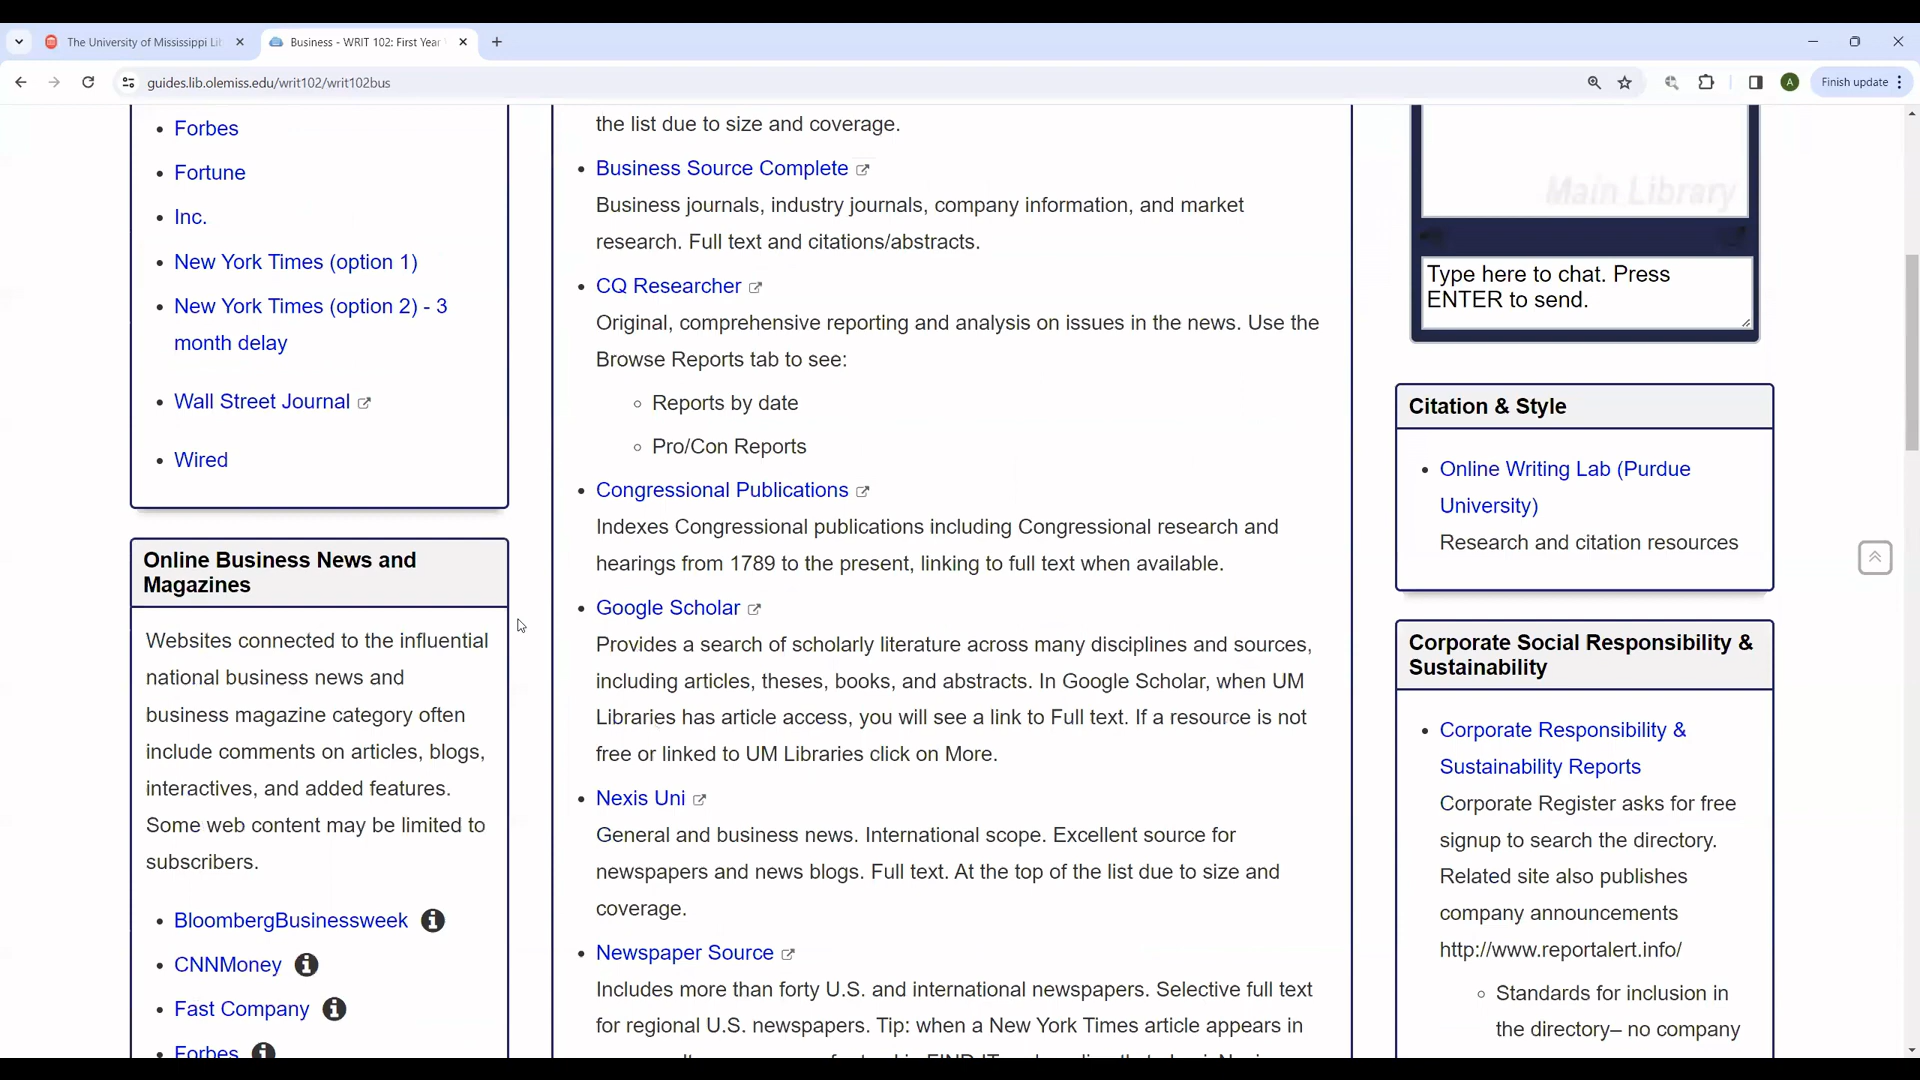 The University of Mississippi Li
Business - WRIT 102: First Year
guides.lib.olemiss.edu/writ102/writ102bus
A
Finish update
Forbes
Fortune
Inc.
New York Times (option 1)
New York Times (option 2) - 3
month delay
Wall Street Journal
Wired
Online Business News and
Magazines
Websites connected to the influential
national business news and
business magazine category often
include comments on articles, blogs,
interactives, and added features.
Some web content may be limited to
subscribers.
BloombergBusinessweek
CNNMoney
Fast Company
Forbes
the list due to size and coverage.
Business Source Complete
Business journals, industry journals, company information, and market
research. Full text and citations/abstracts.
CQ Researcher
Original, comprehensive reporting and analysis on issues in the news. Use the
Browse Reports tab to see:
Reports by date
Pro/Con Reports
Congressional Publications
Indexes Congressional publications including Congressional research and
hearings from 1789 to the present, linking to full text when available.
Google Scholar
Provides a search of scholarly literature across many disciplines and sources,
including articles, theses, books, and abstracts. In Google Scholar, when UM
Libraries has article access, you will see a link to Full text. If a resource is not
free or linked to UM Libraries click on More.
Nexis Uni
General and business news. International scope. Excellent source for
newspapers and news blogs. Full text. At the top of the list due to size and
coverage.
Newspaper Source
Includes more than forty U.S. and international newspapers. Selective full text
for regional U.S. newspapers. Tip: when a New York Times article appears in
Main Library
Type here to chat. Press
ENTER to send.
Citation & Style
Online Writing Lab (Purdue
University)
Research and citation resources
Corporate Social Responsibility &
Sustainability
Corporate Responsibility &
Sustainability Reports
Corporate Register asks for free
signup to search the directory.
Related site also publishes
company announcements
http://www.reportalert.info/
Standards for inclusion in
the directory– no company